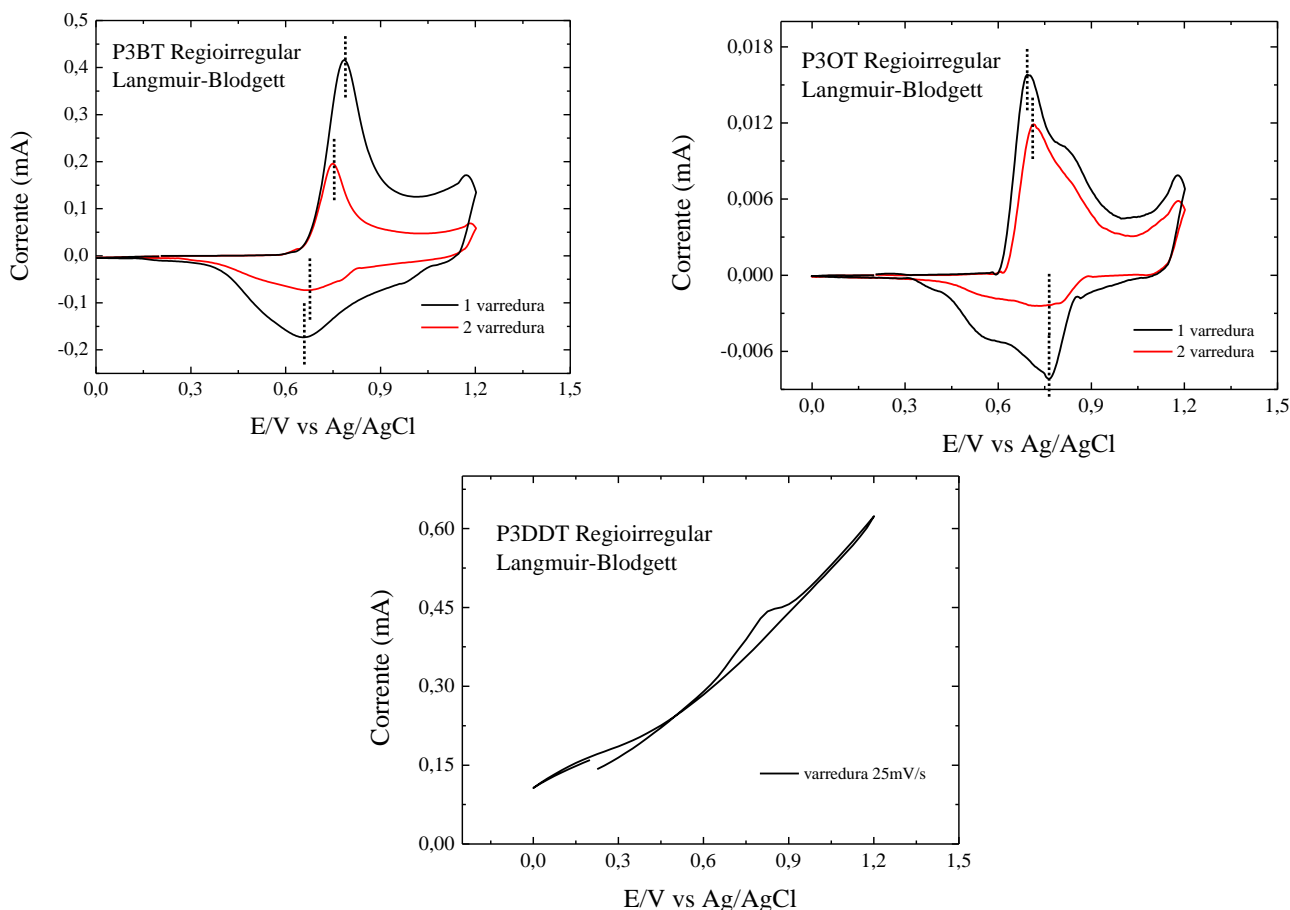 P3BT Regioirregular
Langmuir-Blodgett
0,5
0,4
0,3
0,2
0,1
0,0
-0,1
-0,2
Corrente (mA)
1 varredura
2 varredura
0,0
0,3
0,6
0,9
1,2
1,5
E/V vs Ag/AgCl
P3OT Regioirregular
Langmuir-Blodgett
0,018
0,012
0,006
0,000
-0,006
Corrente (mA)
1 varredura
2 varredura
0,0
0,3
0,6
0,9
1,2
1,5
E/V vs Ag/AgCl
P3DDT Regioirregular
Langmuir-Blodgett
0,60
0,45
0,30
0,15
0,00
Corrente (mA)
varredura 25mV/s
0,0
0,3
0,6
0,9
1,2
1,5
E/V vs Ag/AgCl